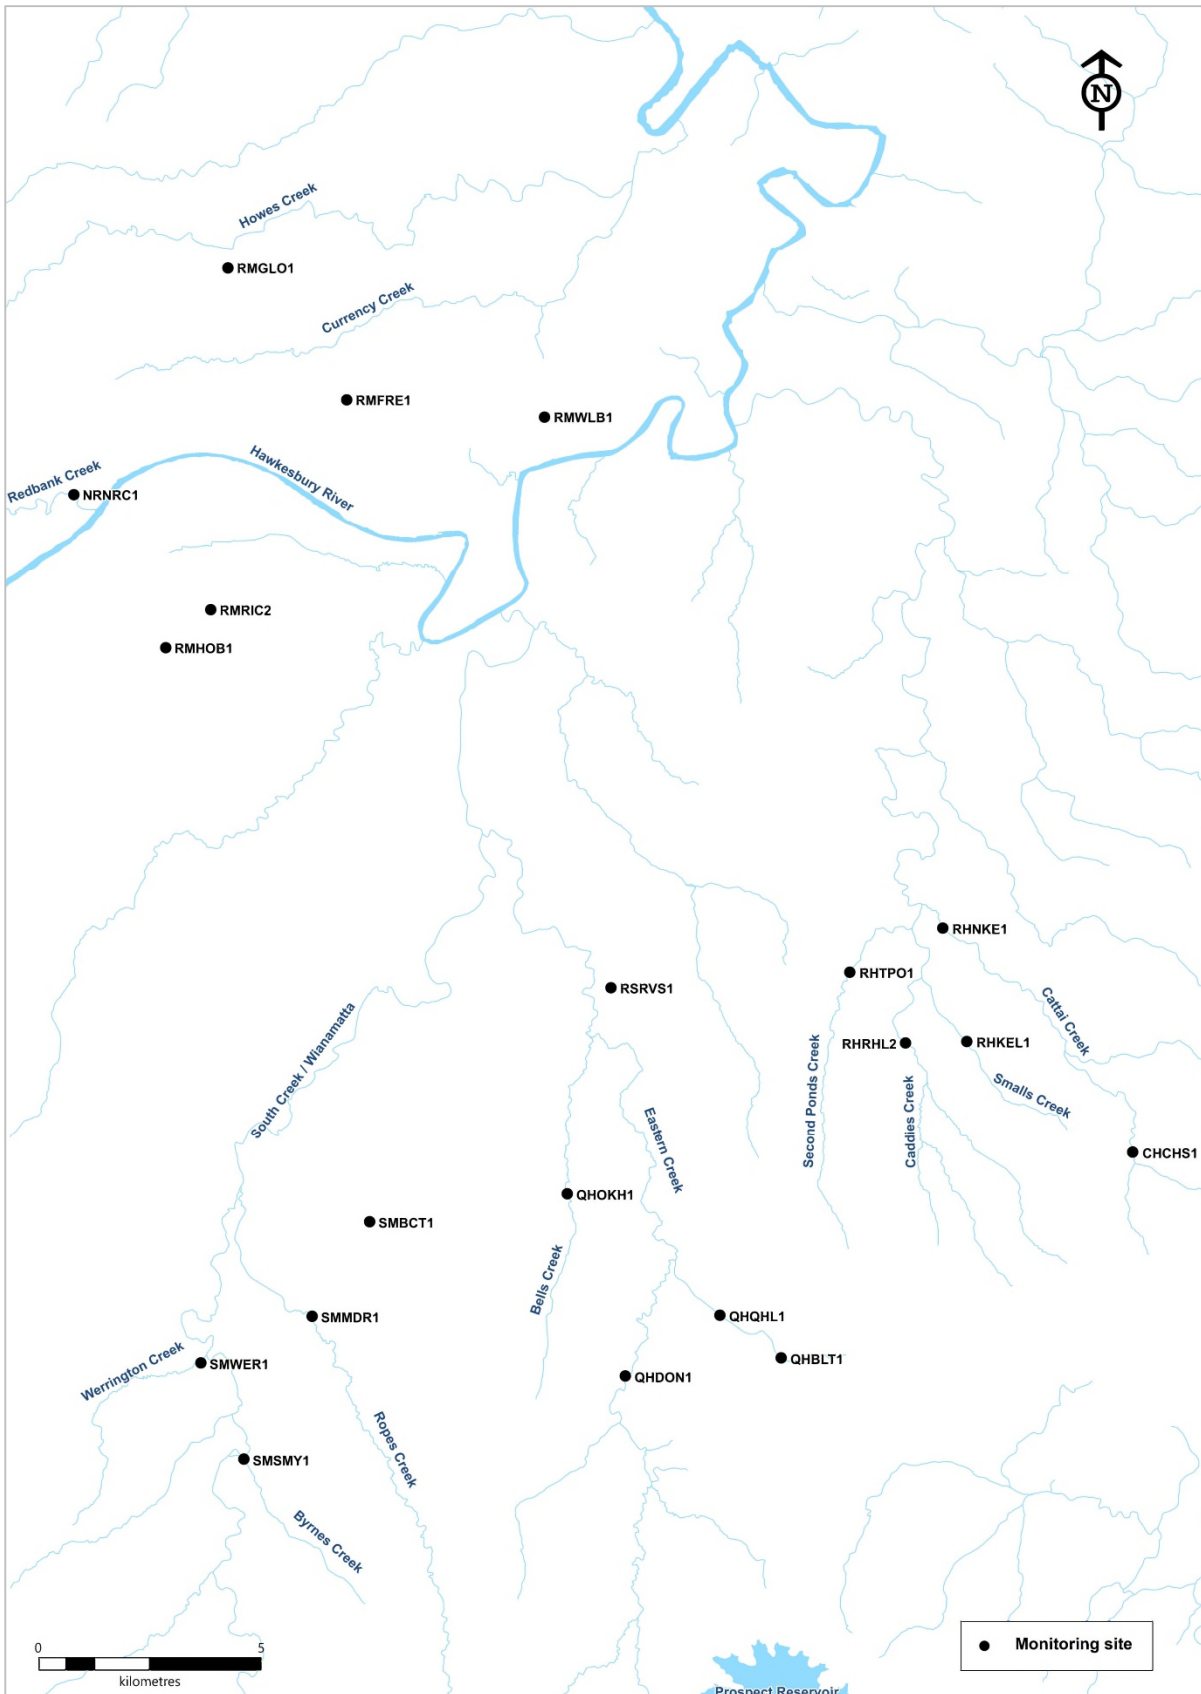 N
Howes Creek
RMGLO1
Currency Creek
RMFRE1
RMWLB1
Hawkesbury River
Redbank Creek
NRNRC1
RMRIC2
RMHOB1
RHNKE1
RHTPO1
RSRVS1
Cattai Creek
South Creek / Wianamatta
RHRHL2
RHKEL1
Second Ponds Creek
Smalls Creek
Caddies Creek
Eastern Creek
CHCHS1
QHOKH1
SMBCT1
Bells Creek
SMMDR1
QHQHL1
Werrington Creek
SMWER1
QHBLT1
QHDON1
Ropes Creek
SMSMY1
Byrnes Creek
0 5
kilometres
Monitoring site
Prospect Reservoir